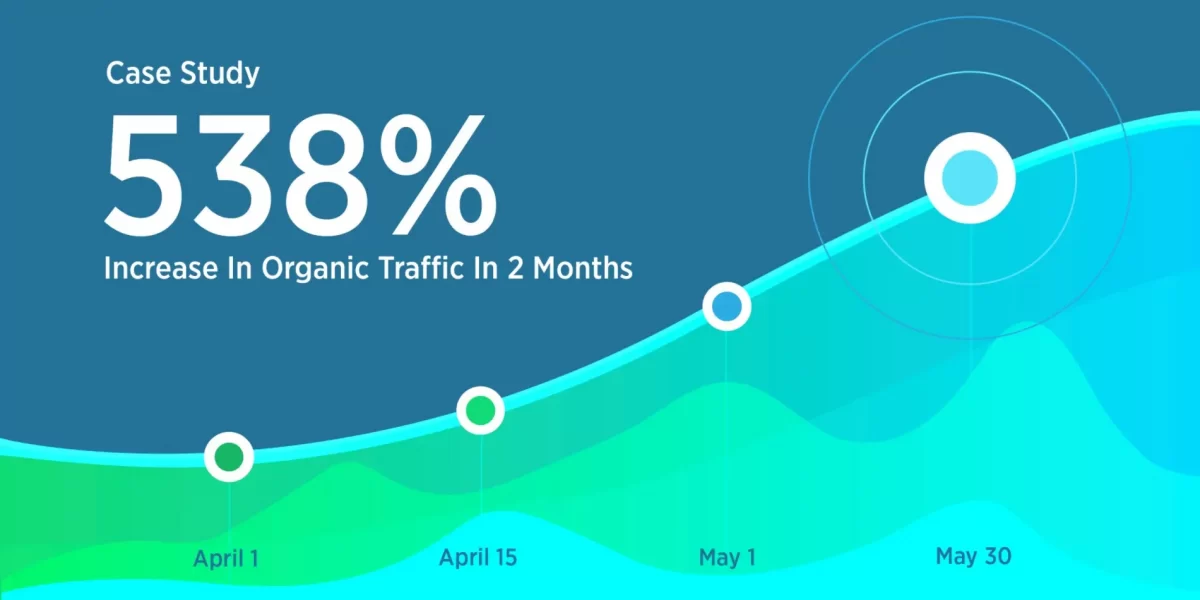 Case Study
538%
Increase In Organic Traffic In 2 Months
April 1
April 15
May 1
May 30